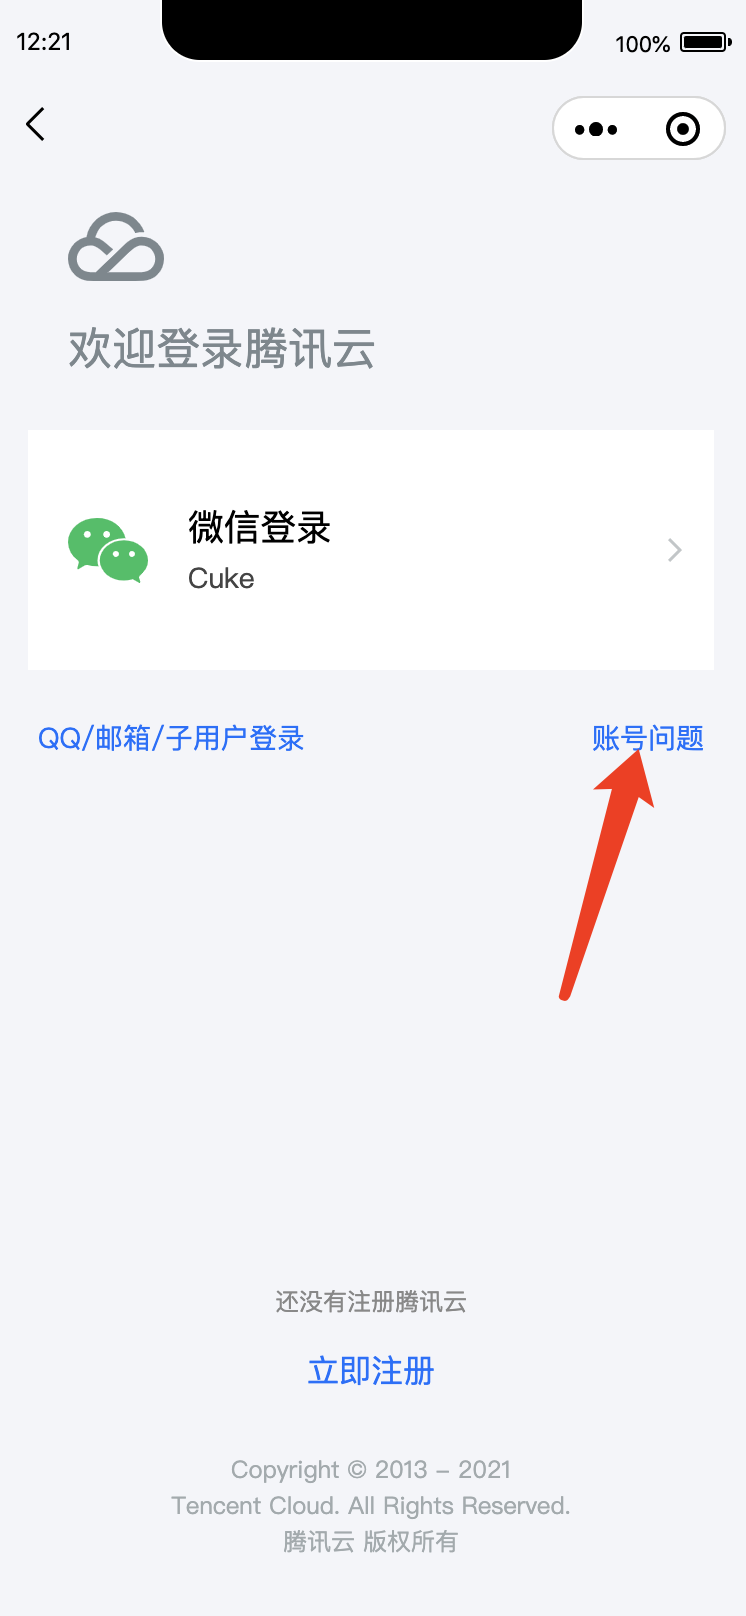 12:21
100%
欢迎登录腾讯云
微信登录
Cuke
QQ/邮箱/子用户登录
账号问题
还没有注册腾讯云
立即注册
Copyright © 2013 - 2021
Tencent Cloud. All Rights Reserved.
腾讯云 版权所有